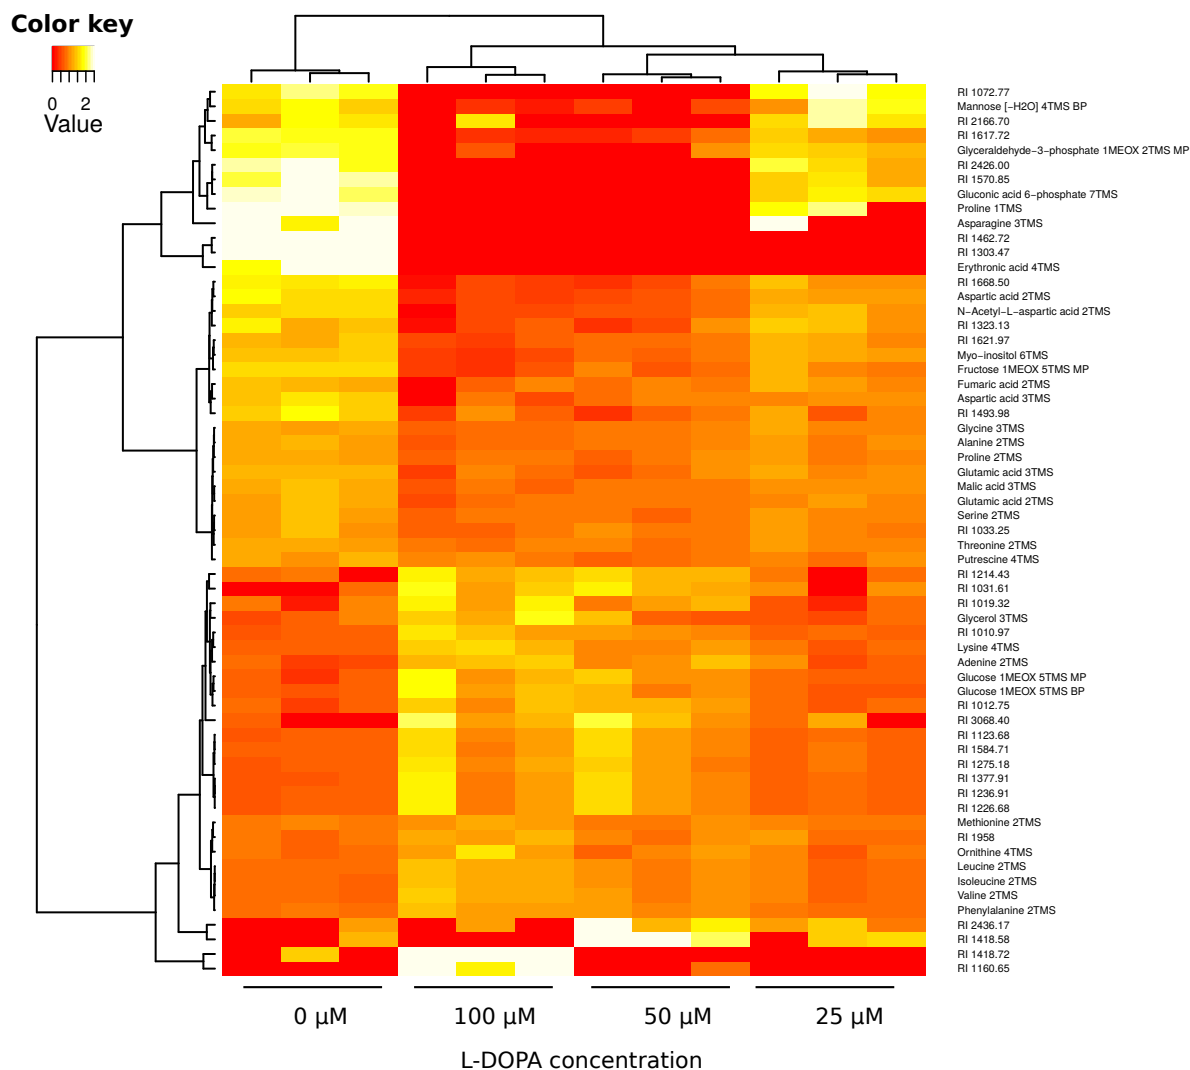 Color key
0 2
Value
RI 1072.77
Mannose [−H2O] 4TMS BP
RI 2166.70
RI 1617.72
Glyceraldehyde−3−phosphate 1MEOX 2TMS MP
RI 2426.00
RI 1570.85
Gluconic acid 6−phosphate 7TMS
Proline 1TMS
Asparagine 3TMS
RI 1462.72
RI 1303.47
Erythronic acid 4TMS
RI 1668.50
Aspartic acid 2TMS
N−Acetyl−L−aspartic acid 2TMS
RI 1323.13
RI 1621.97
Myo−inositol 6TMS
Fructose 1MEOX 5TMS MP
Fumaric acid 2TMS
Aspartic acid 3TMS
RI 1493.98
Glycine 3TMS
Alanine 2TMS
Proline 2TMS
Glutamic acid 3TMS
Malic acid 3TMS
Glutamic acid 2TMS
Serine 2TMS
RI 1033.25
Threonine 2TMS
Putrescine 4TMS
RI 1214.43
RI 1031.61
RI 1019.32
Glycerol 3TMS
RI 1010.97
Lysine 4TMS
Adenine 2TMS
Glucose 1MEOX 5TMS MP
Glucose 1MEOX 5TMS BP
RI 1012.75
RI 3068.40
RI 1123.68
RI 1584.71
RI 1275.18
RI 1377.91
RI 1236.91
RI 1226.68
Methionine 2TMS
RI 1958
Ornithine 4TMS
Leucine 2TMS
Isoleucine 2TMS
Valine 2TMS
Phenylalanine 2TMS
RI 2436.17
RI 1418.58
RI 1418.72
RI 1160.65
0 µM 100 µM 50 µM 25 µM
L-DOPA concentration